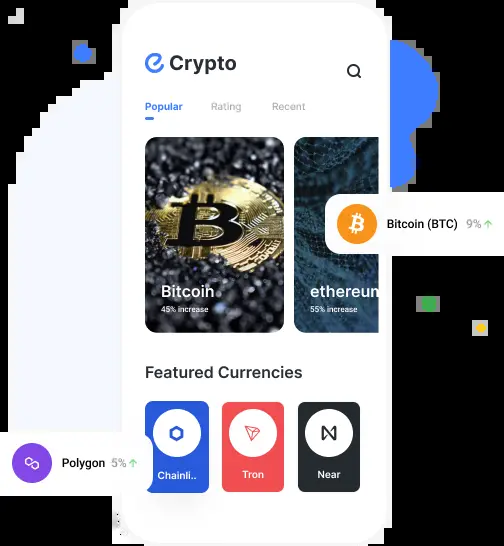 Crypto
Popular Rating Recent
Bitcoin (BTC) 9%
Bitcoin
45% increase
ethereum
55% increase
Featured Currencies
Polygon 5%
Chainli..
Tron
Near